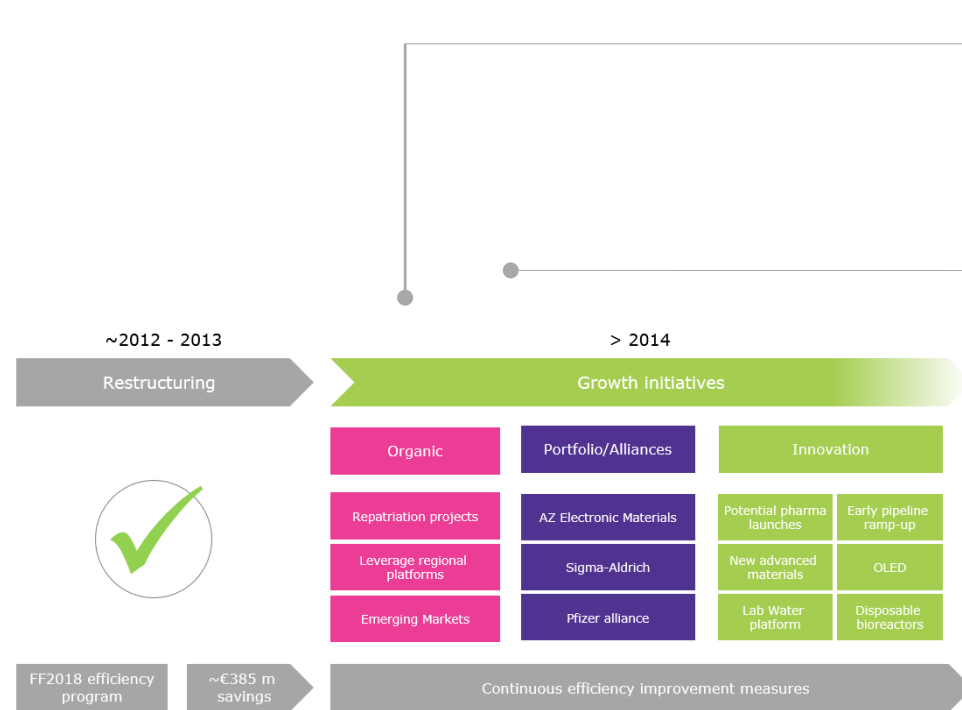 ~2012 - 2013
> 2014
Restructuring
Growth initiatives
Organic
Portfolio/Alliances
Innovation
Repatriation projects
AZ Electronic Materials
Potential pharma
launches
Early pipeline
ramp-up
Leverage regional
platforms
Sigma-Aldrich
New advanced
materials
OLED
Emerging Markets
Pfizer alliance
Lab Water
platform
Disposable
bioreactors
FF2018 efficiency
program
~€385 m
savings
Continuous efficiency improvement measures